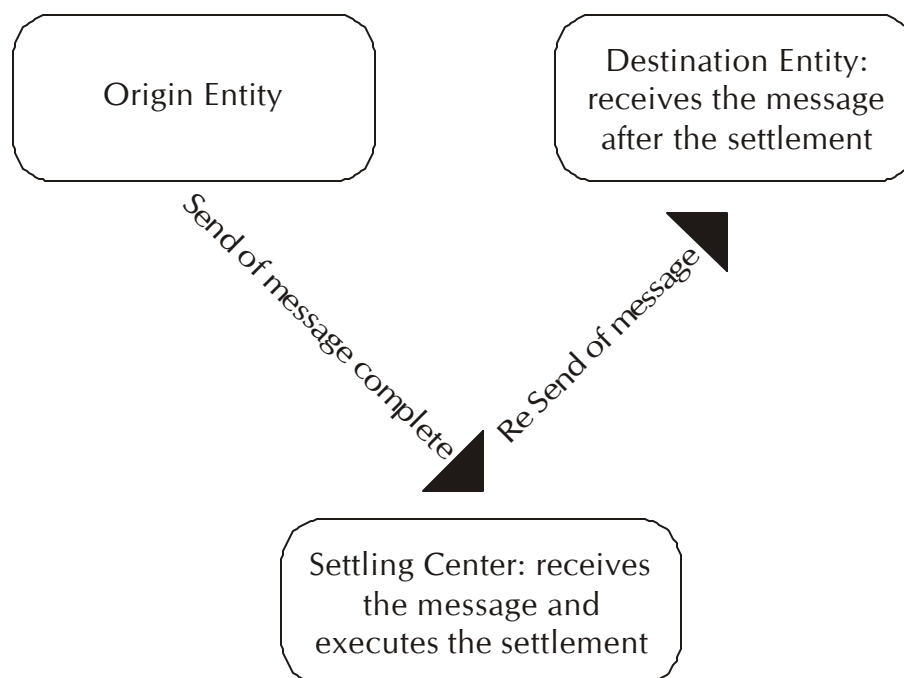 Origin Entity
Destination Entity:
receives the message
after the settlement
Send of message complete
Re Send of message
Settling Center: receives
the message and
executes the settlement